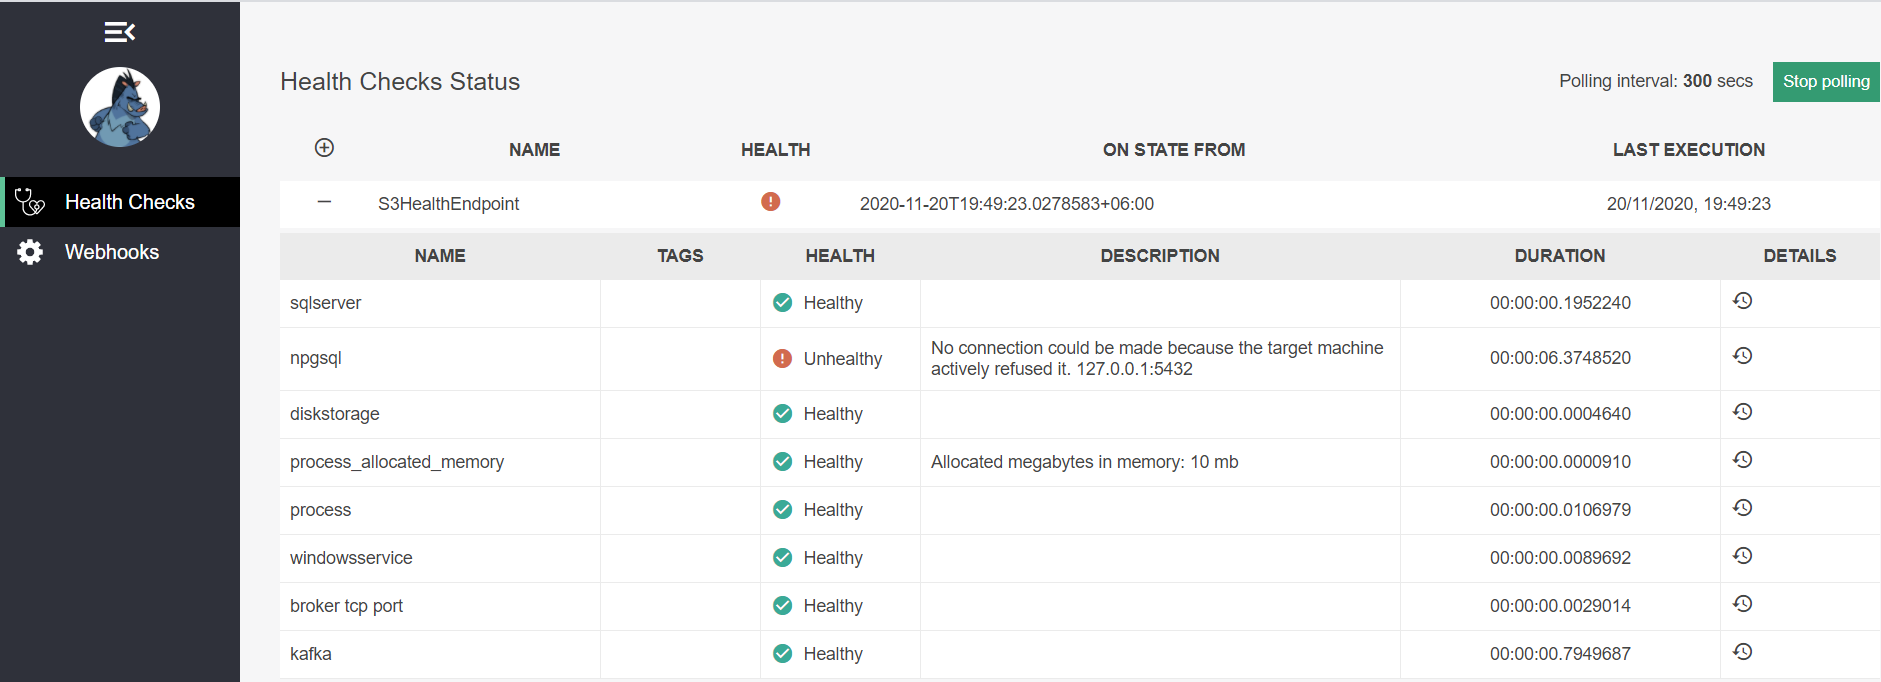 Health Checks
Webhooks
Health Checks Status
Polling interval: 300 secs
Stop polling
NAME HEALTH ON STATE FROM LAST EXECUTION
S3HealthEndpoint 2020-11-20T19:49:23.0278583+06:00 20/11/2020, 19:49:23
NAME TAGS HEALTH DESCRIPTION DURATION DETAILS
sqlserver Healthy 00:00:00.1952240
npgsql Unhealthy No connection could be made because the target machine
actively refused it. 127.0.0.1:5432 00:00:06.3748520
diskstorage Healthy 00:00:00.0004640
process_allocated_memory Healthy Allocated megabytes in memory: 10 mb 00:00:00.0000910
process Healthy 00:00:00.0106979
windowsservice Healthy 00:00:00.0089692
broker tcp port Healthy 00:00:00.0029014
kafka Healthy 00:00:00.7949687